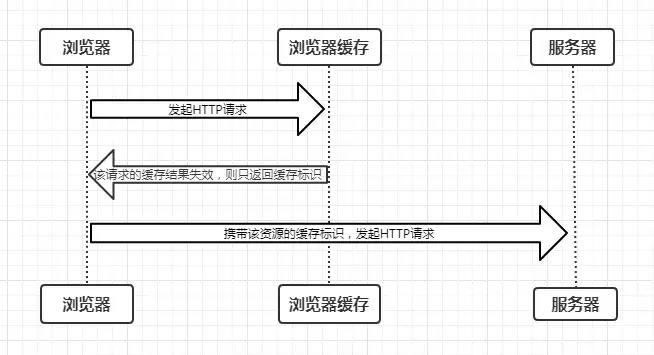 浏览器
浏览器缓存
服务器
发起HTTP请求
该请求的缓存结果失效，则只返回缓存标识
携带该资源的缓存标识，发起HTTP请求
浏览器
浏览器缓存
服务器